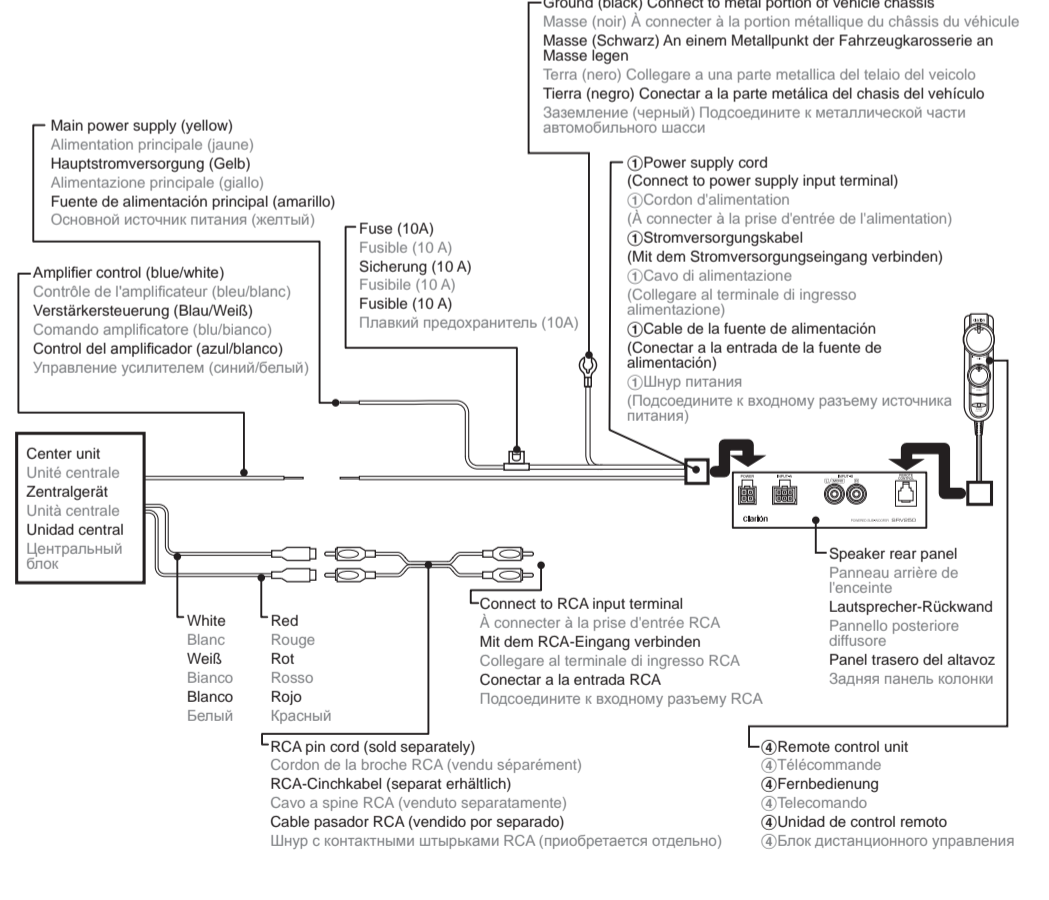 Ground (black) Connect to metal portion of vehicle chassis
Masse (noir) À connecter à la portion métallique du châssis du véhicule
Masse (Schwarz) An einem Metallpunkt der Fahrzeugkarosserie an
Masse legen
Terra (nero) Collegare a una parte metallica del telaio del veicolo
Tierra (negro) Conectar a la parte metálica del chasis del vehículo
Заземление (черный) Подсоедините к металлической части
автомобильного шасси
Main power supply (yellow)
Alimentation principale (jaune)
Hauptstromversorgung (Gelb)
Alimentazione principale (giallo)
Fuente de alimentación principal (amarillo)
Основной источник питания (желтый)
①Power supply cord
(Connect to power supply input terminal)
①Cordon d'alimentation
(À connecter à la prise d'entrée de l'alimentation)
①Stromversorgungskabel
(Mit dem Stromversorgungseingang verbinden)
①Cavo di alimentazione
(Collegare al terminale di ingresso
alimentazione)
①Cable de la fuente de alimentación
(Conectar a la entrada de la fuente de
alimentación)
①Шнур питания
(Подсоедините к входному разъему источника
питания)
Fuse (10A)
Fusible (10 A)
Sicherung (10 A)
Fusibile (10 A)
Fusible (10 A)
Плавкий предохранитель (10A)
Amplifier control (blue/white)
Contrôle de l'amplificateur (bleu/blanc)
Verstärkersteuerung (Blau/Weiß)
Comando amplificatore (blu/bianco)
Control del amplificador (azul/blanco)
Управление усилителем (синий/белый)
Center unit
Unité centrale
Zentralgerät
Unità centrale
Unidad central
Центральный
блок
POWER
REMOTE
CONTROL
clarion
SRV250
Speaker rear panel
Panneau arrière de
l'enceinte
Lautsprecher-Rückwand
Pannello posteriore
diffusore
Panel trasero del altavoz
Задняя панель колонки
Connect to RCA input terminal
À connecter à la prise d'entrée RCA
Mit dem RCA-Eingang verbinden
Collegare al terminale di ingresso RCA
Conectar a la entrada RCA
Подсоедините к входному разъему RCA
White
Blanc
Weiß
Bianco
Blanco
Белый
Red
Rouge
Rot
Rosso
Rojo
Красный
RCA pin cord (sold separately)
Cordon de la broche RCA (vendu séparément)
RCA-Cinchkabel (separat erhältlich)
Cavo a spine RCA (venduto separatamente)
Cable pasador RCA (vendido por separado)
Шнур с контактными штырьками RCA (приобретается отдельно)
④Remote control unit
④Télécommande
④Fernbedienung
④Telecomando
④Unidad de control remoto
④Блок дистанционного управления